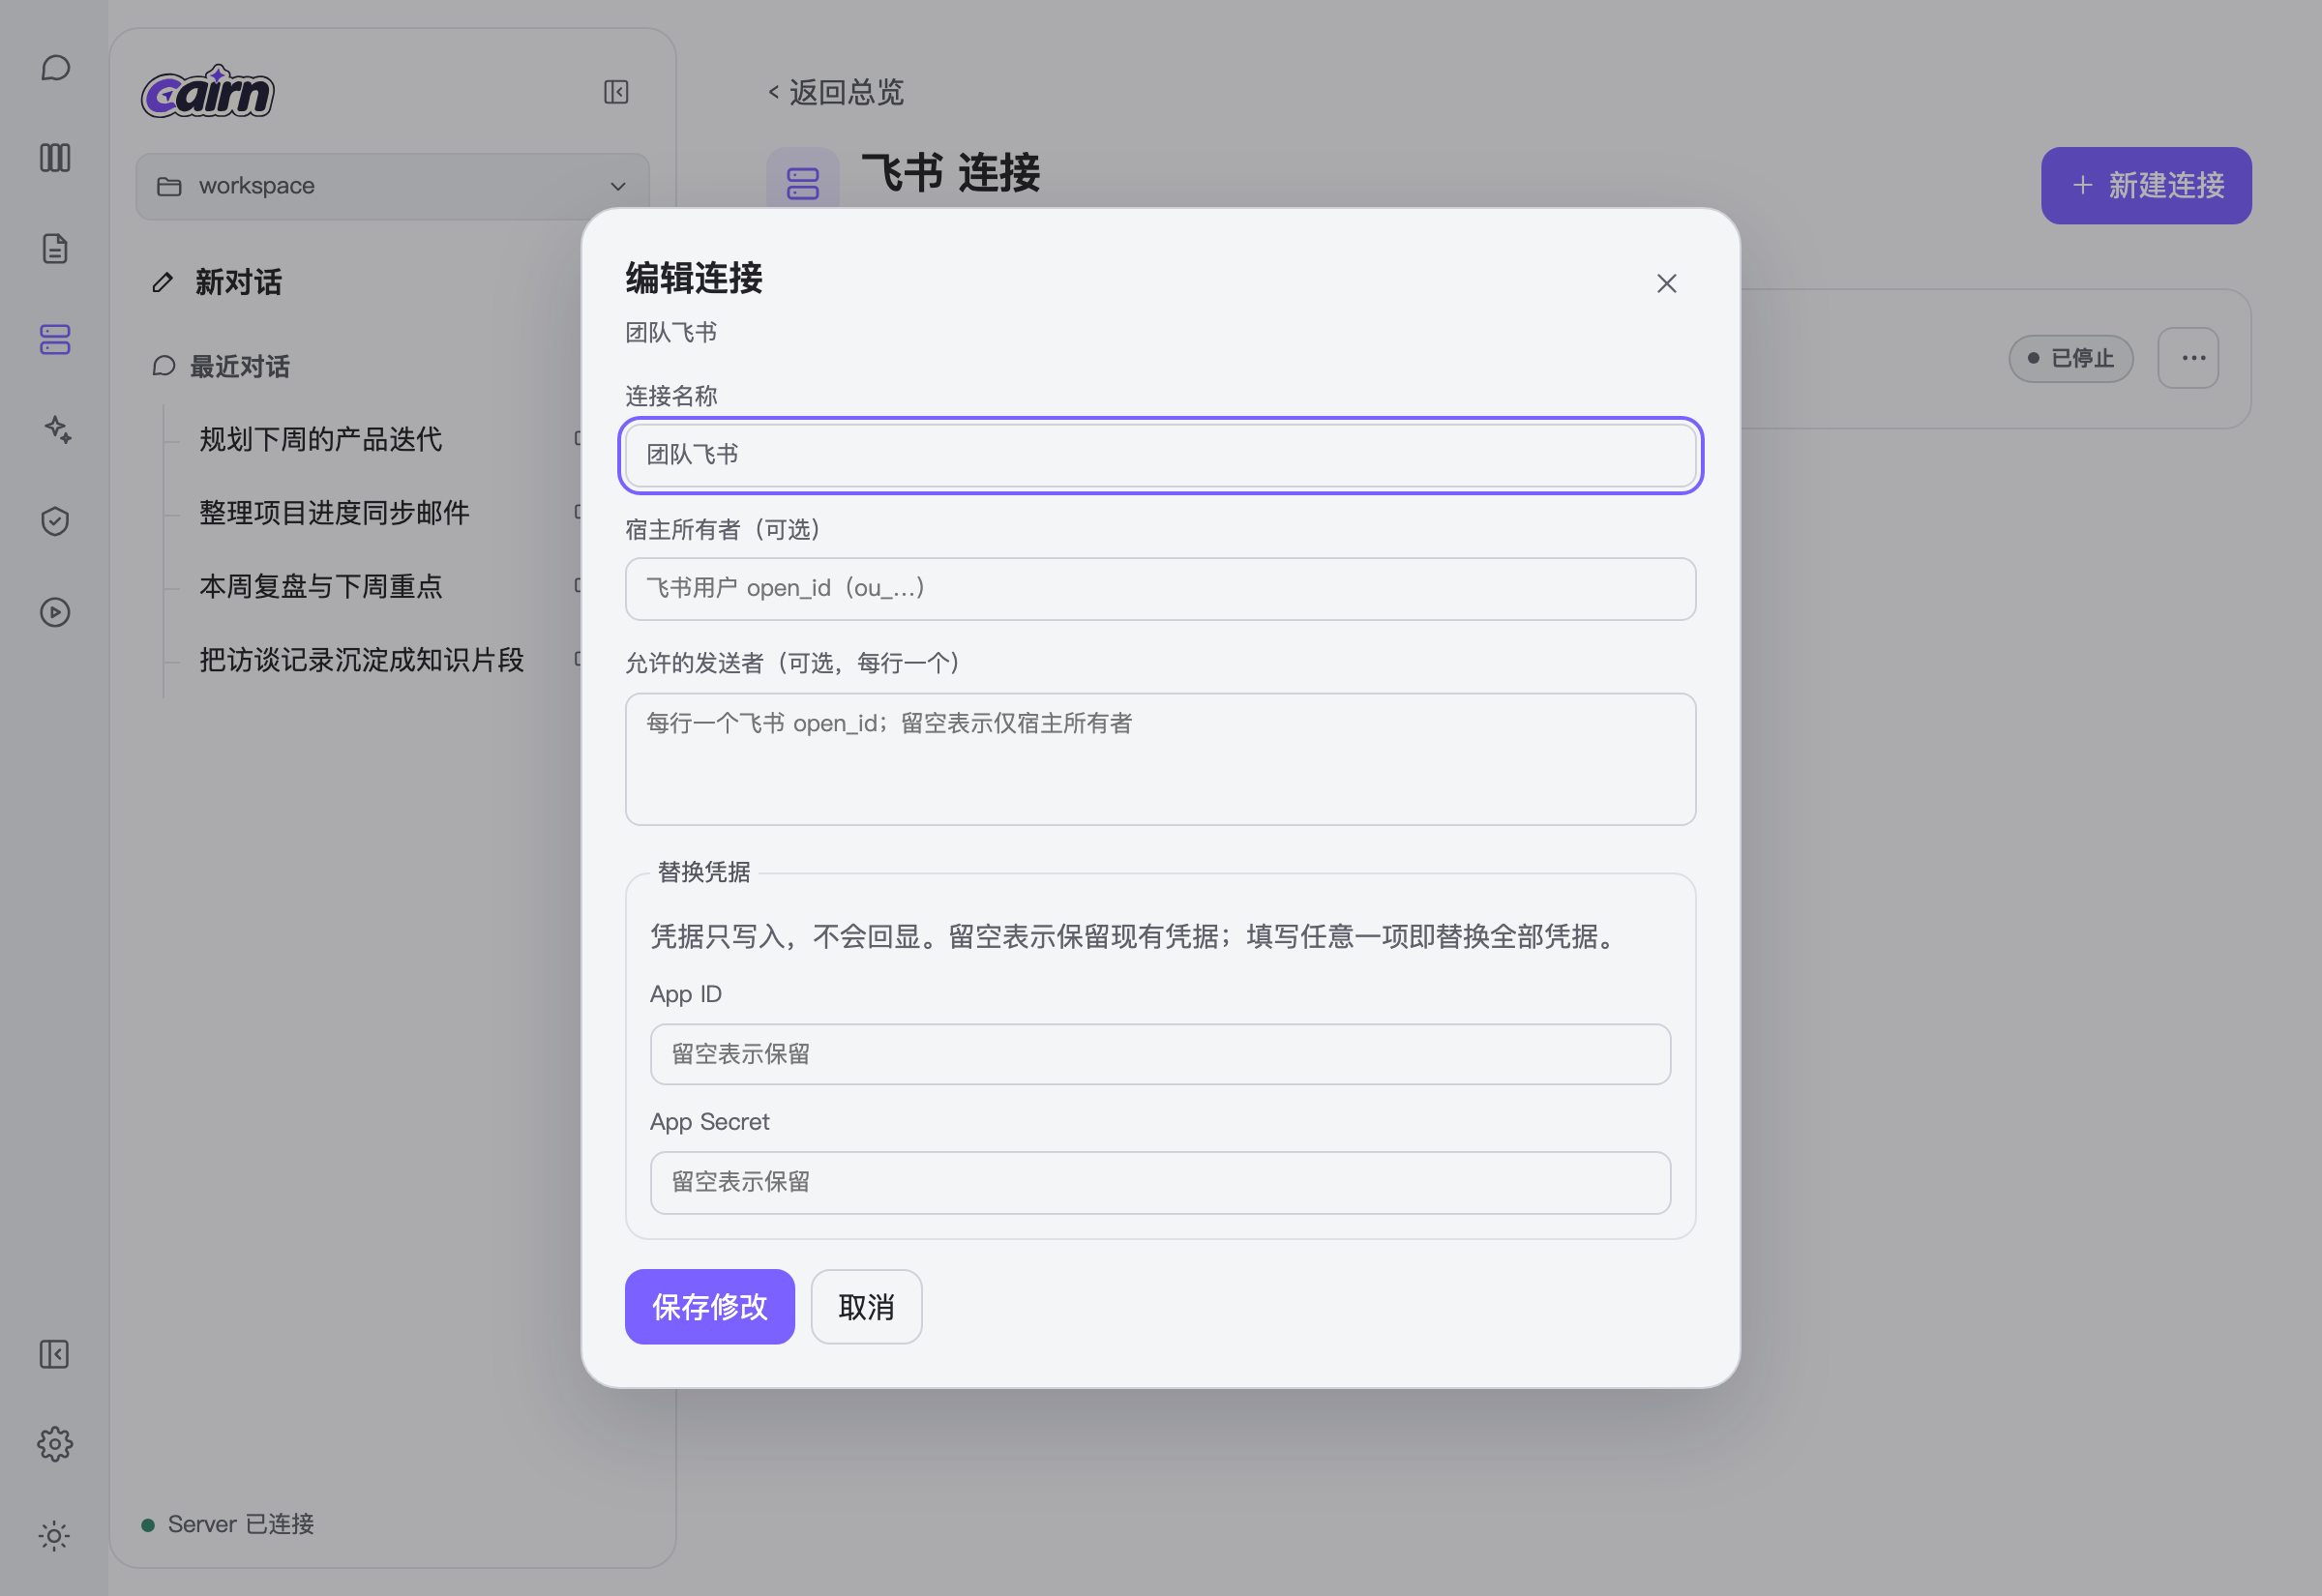 cairn
workspace
新对话
最近对话
规划下周的产品迭代
整理项目进度同步邮件
本周复盘与下周重点
把访谈记录沉淀成知识片段
Server 已连接
< 返回总览
飞书 连接
+ 新建连接
已停止
编辑连接
团队飞书
连接名称
团队飞书
宿主所有者（可选）
飞书用户 open_id（ou_...）
允许的发送者（可选，每行一个）
每行一个飞书 open_id；留空表示仅宿主所有者
替换凭据
凭据只写入，不会回显。留空表示保留现有凭据；填写任意一项即替换全部凭据。
App ID
留空表示保留
App Secret
留空表示保留
保存修改
取消